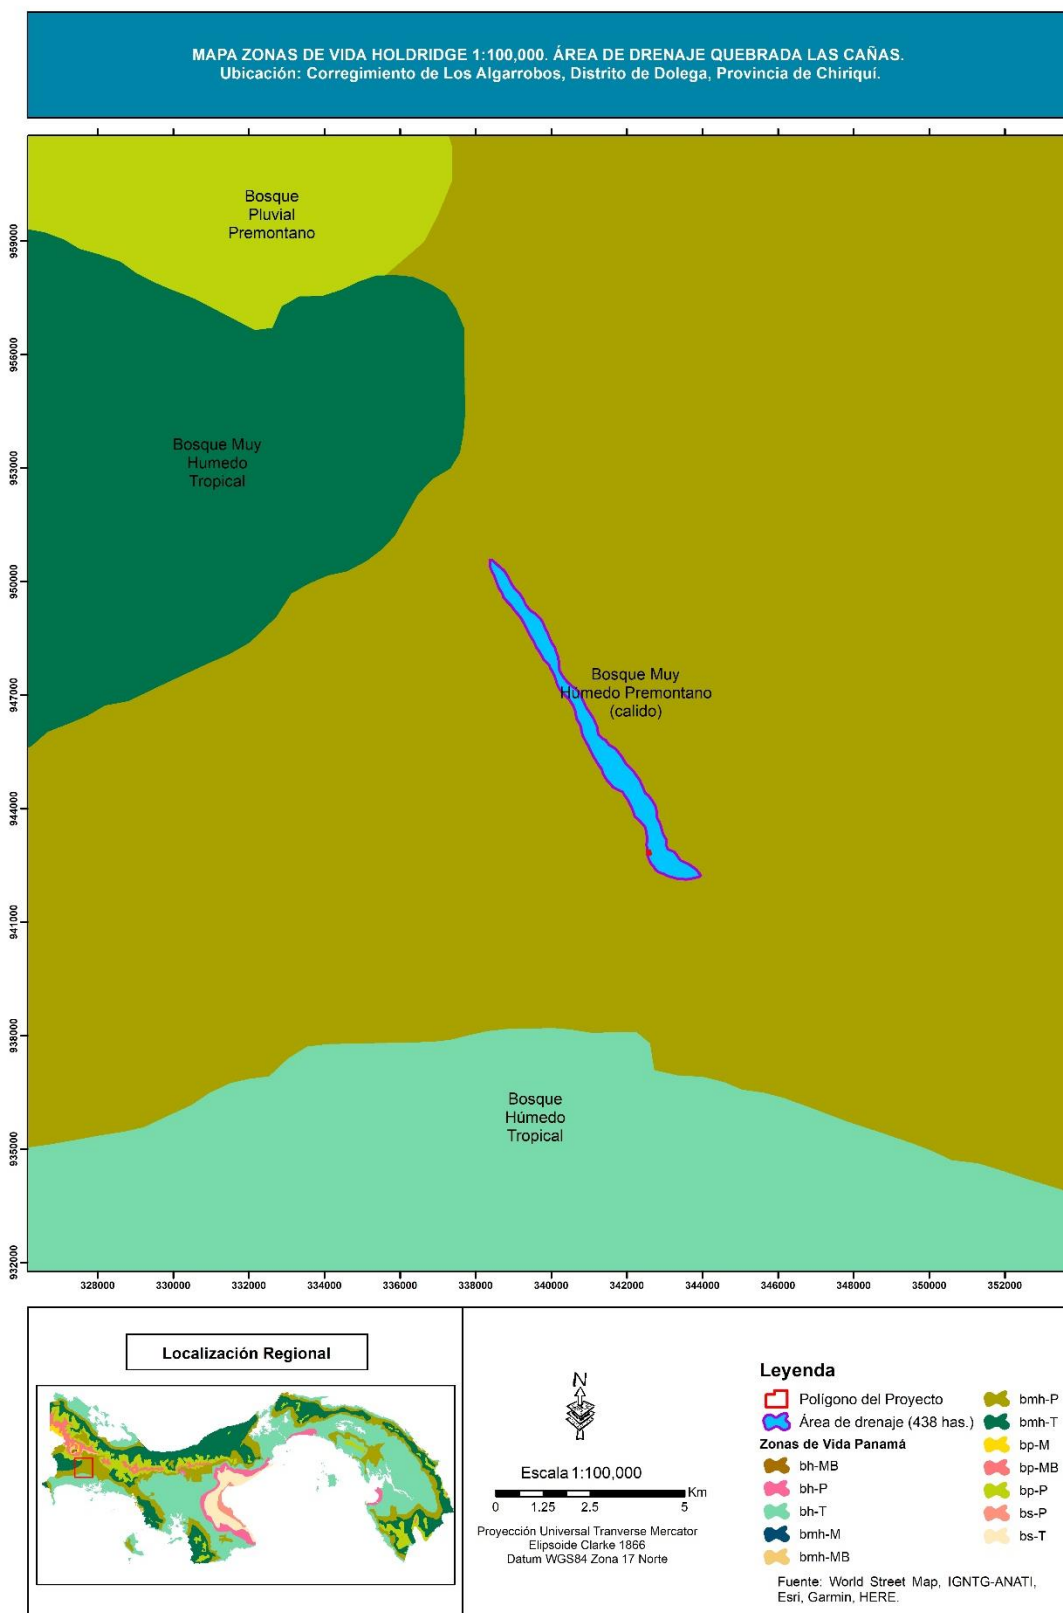 MAPA ZONAS DE VIDA HOLDRIDGE 1:100,000. ÁREA DE DRENAJE QUEBRADA LAS CAÑAS.
Ubicación: Corregimiento de Los Algarrobos, Distrito de Dolega, Provincia de Chiriquí.
Bosque
Pluvial
Premontano
Bosque Muy
Humedo
Tropical
Bosque Muy
Húmedo Premontano
(calido)
Bosque
Húmedo
Tropical
959000
956000
953000
950000
947000
944000
941000
938000
935000
932000
328000
330000
332000
334000
336000
338000
340000
342000
344000
346000
348000
350000
352000
Localización Regional
N
Escala 1:100,000
Km
0 1.25 2.5 5
Proyección Universal Tranverse Mercator
Elipsoide Clarke 1866
Datum WGS84 Zona 17 Norte
Leyenda
Polígono del Proyecto
Área de drenaje (438 has.)
Zonas de Vida Panamá
bh-MB
bh-P
bh-T
bmh-M
bmh-MB
bmh-P
bmh-T
bp-M
bp-MB
bp-P
bs-P
bs-T
Fuente: World Street Map, IGNTG-ANATI,
Esri, Garmin, HERE.